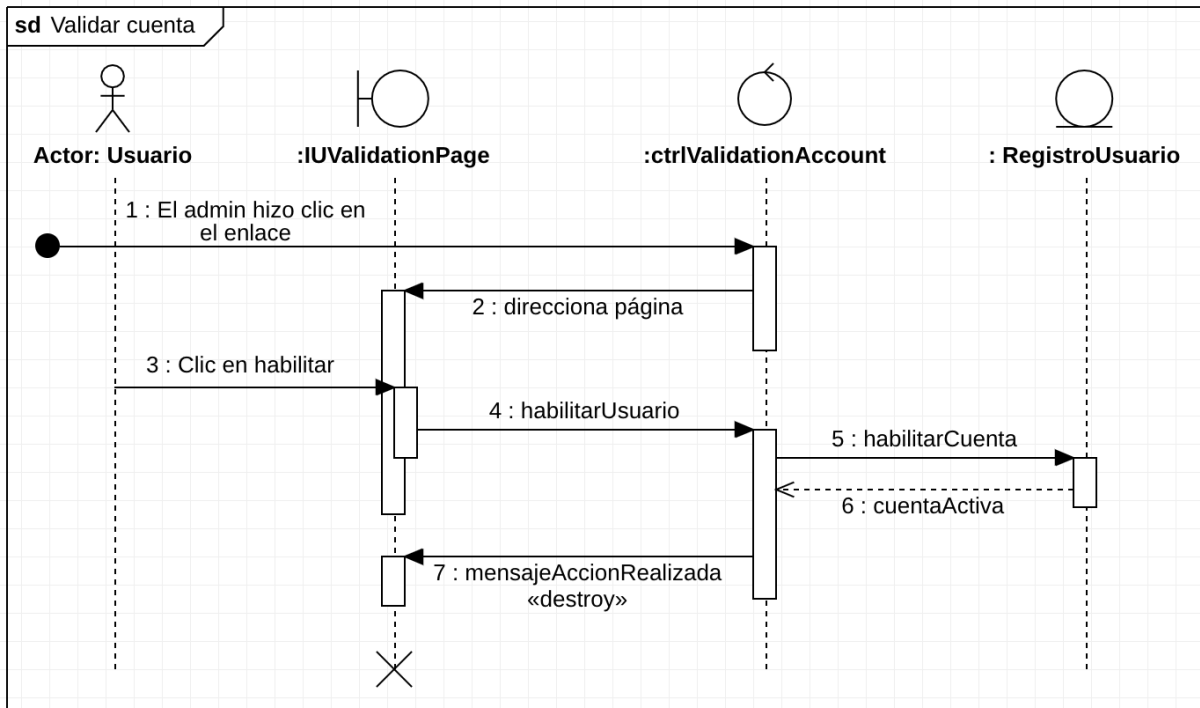 sd Validar cuenta
Actor: Usuario
:IUValidationPage
:ctrlValidationAccount
: RegistroUsuario
1 : El admin hizo clic en
el enlace
2 : direcciona página
3 : Clic en habilitar
4 : habilitarUsuario
5 : habilitarCuenta
6 : cuentaActiva
7 : mensajeAccionRealizada
«destroy»